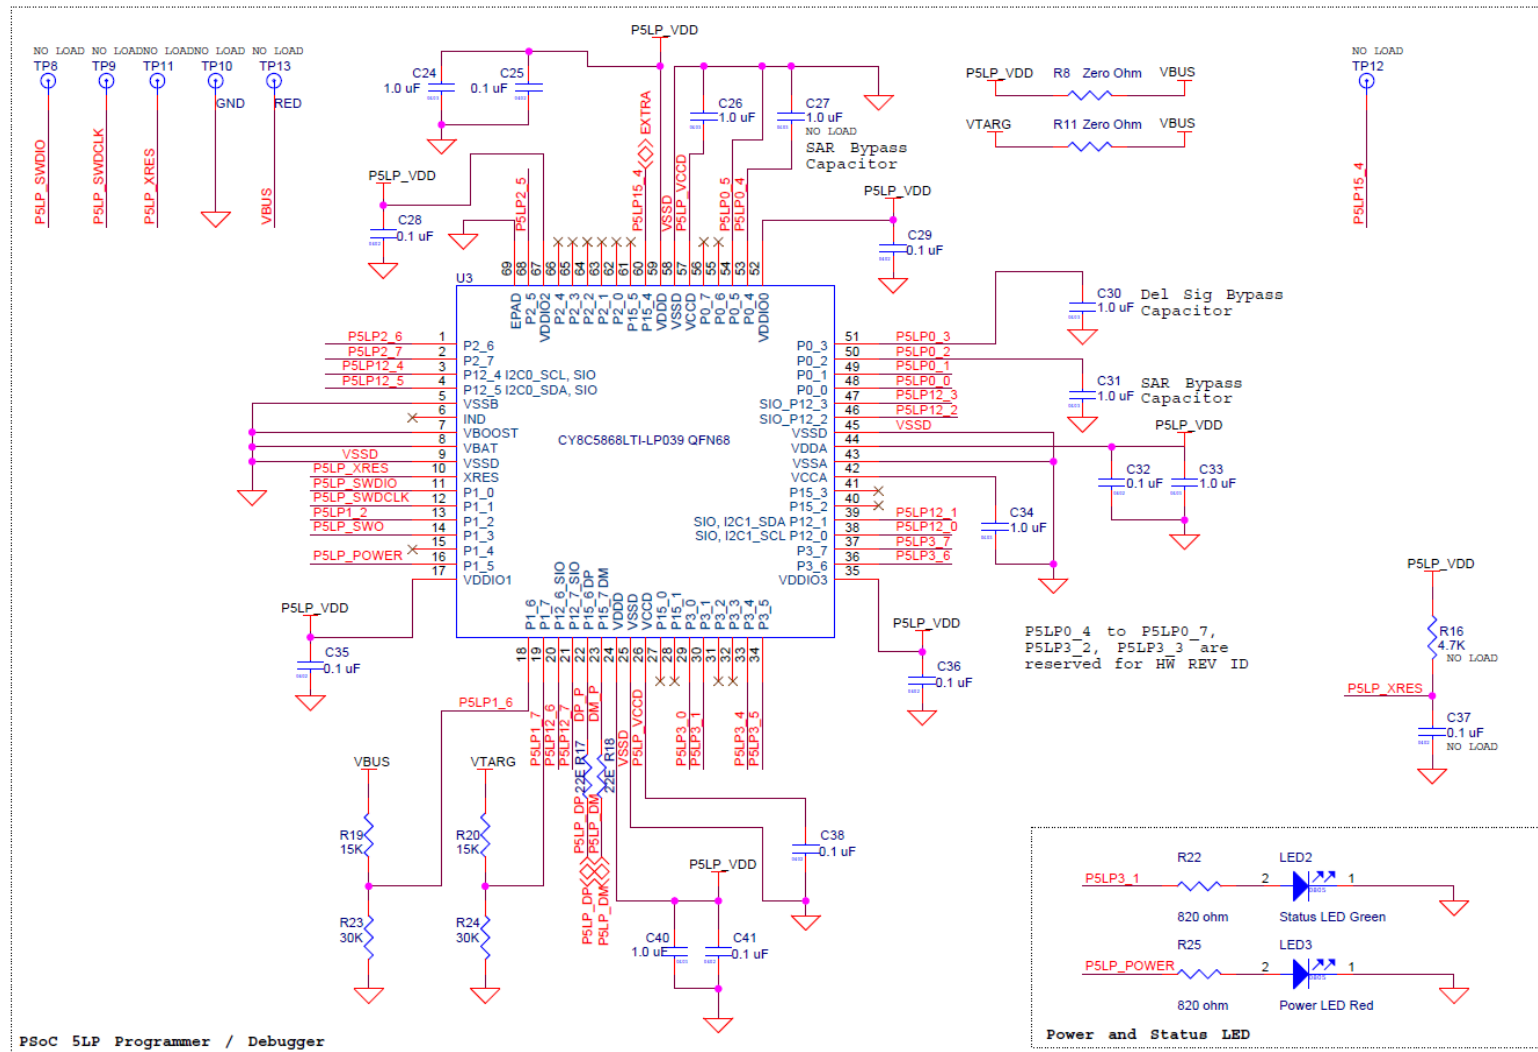 NO LOAD NO LOAD NO LOAD NO LOAD NO LOAD
TP8 TP9 TP11 TP10 TP13
GND RED
P5LP_SWDIO
P5LP_SWDCLK
P5LP_XRES
VBUS
P5LP_VDD
C24
1.0 uF
C25
0.1 uF
C26
1.0 uF
C27
1.0 uF
NO LOAD
SAR Bypass
Capacitor
P5LP_VDD R8 Zero Ohm VBUS
VTARG R11 Zero Ohm VBUS
NO LOAD
TP12
P5LP15_4
P5LP_VDD
C28
0.1 uF
P5LP2_5
P5LP15_4
EXTRA
VSSD
P5LP_VCCD
P5LP0_5
P5LP0_4
P5LP_VDD
C29
0.1 uF
69 68 67 66 65 64 63 62 61 60 59 58 57 56 55 54 53 52
U3
EPAD
P2_5
VDDIO2
P2_4
P2_3
P2_2
P2_1
P2_0
P15_5
P15_4
VDDD
VSSD
VCCD
P0_7
P0_6
P0_5
P0_4
VDDIO0
P5LP2_6 1 P2_6
P5LP2_7 2 P2_7
P5LP12_4 3 P12_4 I2C0_SCL, SIO
P5LP12_5 4 P12_5 I2C0_SDA, SIO
5 VSSB
6 IND
7 VBOOST
8 VBAT
VSSD 9 VSSD
P5LP_XRES 10 XRES
P5LP_SWDIO 11 P1_0
P5LP_SWDCLK 12 P1_1
P5LP1_2 13 P1_2
P5LP_SWO 14 P1_3
15 P1_4
P5LP_POWER 16 P1_5
17 VDDIO1
CY8C5868LTI-LP039 QFN68
P0_3 51 P5LP0_3
P0_2 50 P5LP0_2
P0_1 49 P5LP0_1
P0_0 48 P5LP0_0
SIO_P12_3 47 P5LP12_3
SIO_P12_2 46 P5LP12_2
VSSD 45 VSSD
VDDA 44
VSSA 43
VCCA 42
P15_3 41
P15_2 40
SIO, I2C1_SDA P12_1 39 P5LP12_1
SIO, I2C1_SCL P12_0 38 P5LP12_0
P3_7 37 P5LP3_7
P3_6 36 P5LP3_6
VDDIO3 35
C30 Del Sig Bypass
1.0 uF Capacitor
C31 SAR Bypass
1.0 uF Capacitor
P5LP_VDD
C32
0.1 uF
C33
1.0 uF
C34
1.0 uF
P1_6
P1_7
P12_6_SIO
P12_7_SIO
P15_6 DP
P15_7 DM
VDDD
VSSD
VCCD
P15_0
P15_1
P3_0
P3_1
P3_2
P3_3
P3_4
P3_5
18 19 20 21 22 23 24 25 26 27 28 29 30 31 32 33 34
P5LP_VDD
C35
0.1 uF
P5LP_VDD
C36
0.1 uF
P5LP0_4 to P5LP0_7,
P5LP3_2, P5LP3_3 are
reserved for HW REV ID
P5LP_VDD
R16
4.7K
NO LOAD
P5LP_XRES
C37
0.1 uF
NO LOAD
P5LP1_6
P5LP1_7
P5LP12_6
P5LP12_7
DP_P
DM_P
22E R17
22E R18
VSSD
P5LP_VCCD
P5LP3_0
P5LP3_1
P5LP3_4
P5LP3_5
P5LP_DP
P5LP_DM
P5LP_DP
P5LP_DM
VBUS VTARG
R19
15K
R20
15K
R23
30K
R24
30K
C38
0.1 uF
P5LP_VDD
C40
1.0 uF
C41
0.1 uF
R22 LED2
P5LP3_1 2 1
820 ohm Status LED Green
R25 LED3
P5LP_POWER 2 1
820 ohm Power LED Red
Power and Status LED
PSoC 5LP Programmer / Debugger